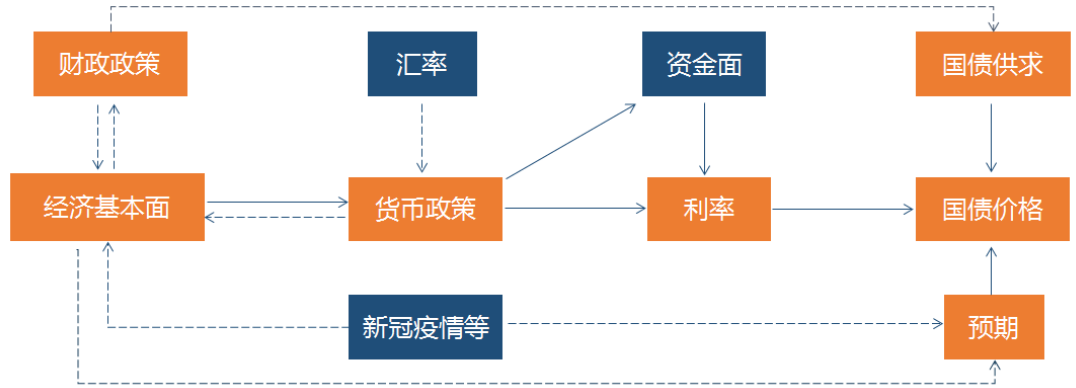 财政政策
汇率
资金面
国债供求
经济基本面
货币政策
利率
国债价格
新冠疫情等
预期